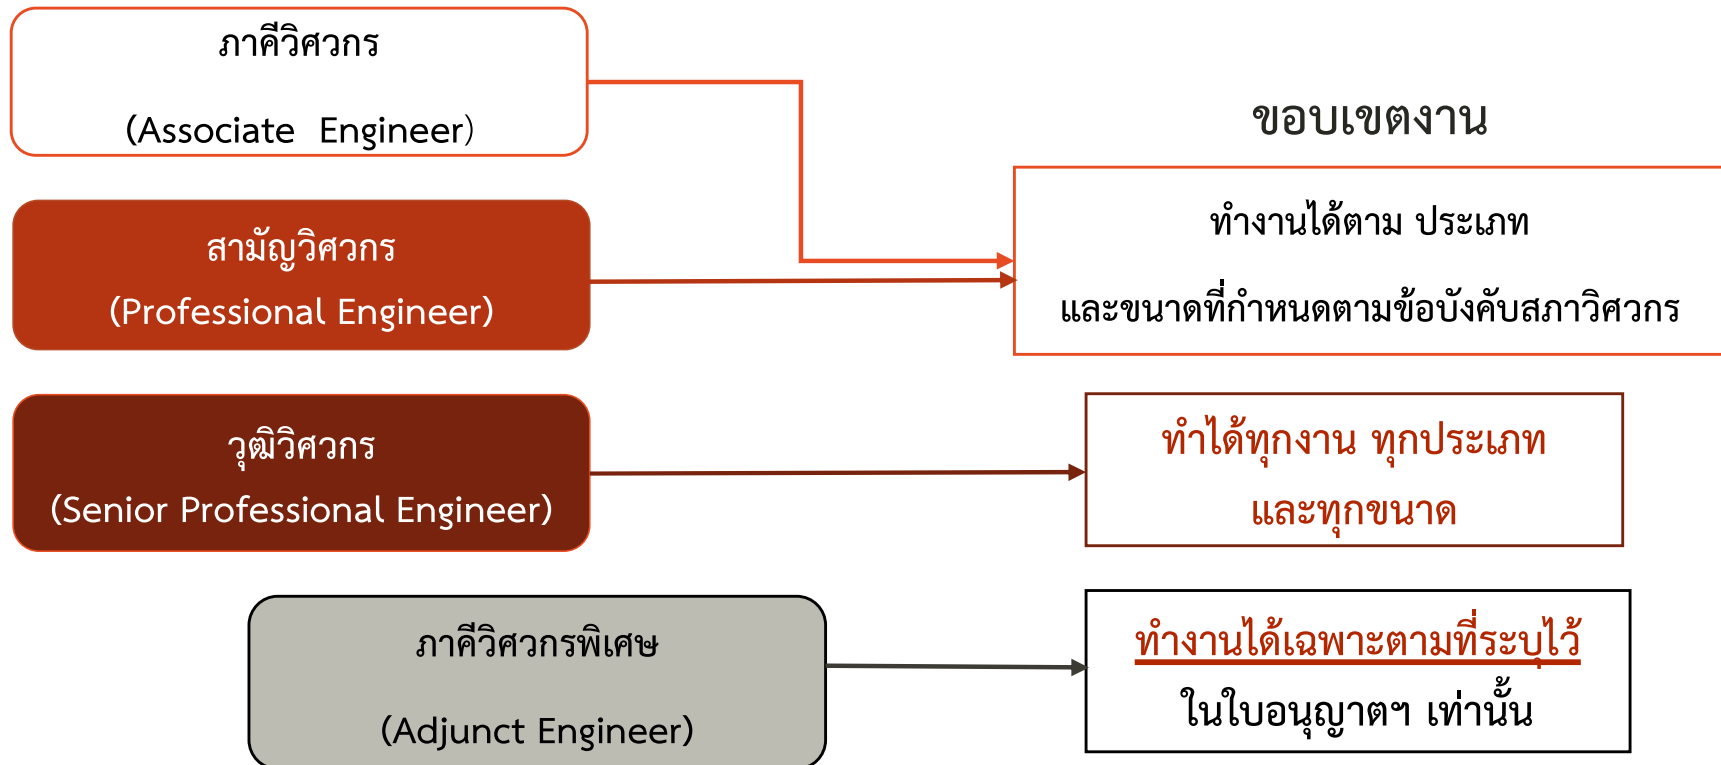 ภาคีวิศวกร
(Associate Engineer)
ขอบเขตงาน
ทำงานได้ตาม ประเภท
และขนาดที่กำหนดตามข้อบังคับสภาวิศวกร
สามัญวิศวกร
(Professional Engineer)
วุฒิวิศวกร
(Senior Professional Engineer)
ทำได้ทุกงาน ทุกประเภท
และทุกขนาด
ภาคีวิศวกรพิเศษ
(Adjunct Engineer)
ทำงานได้เฉพาะตามที่ระบุไว้
ในใบอนุญาตฯ เท่านั้น